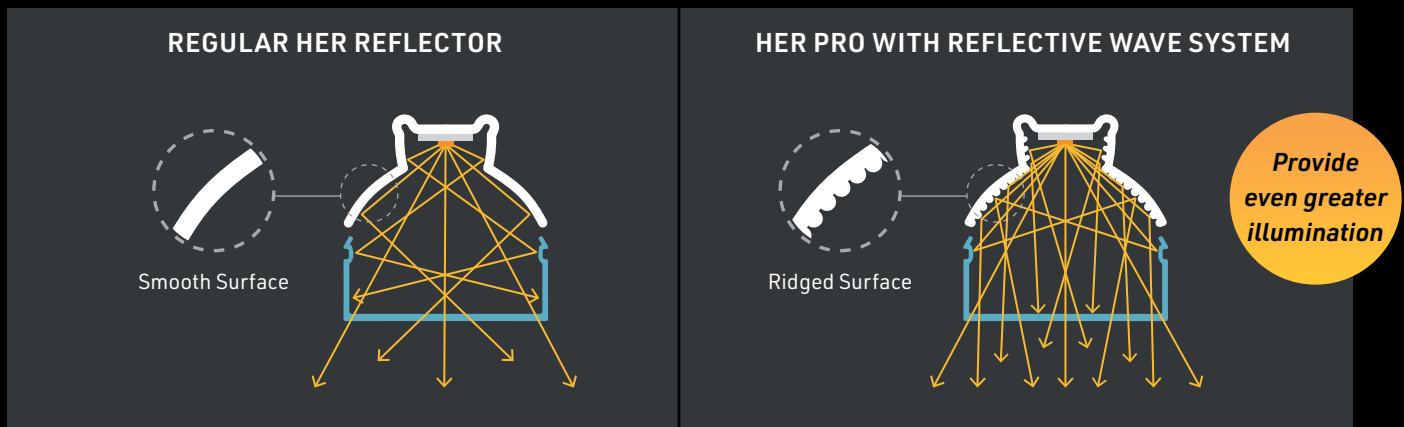 REGULAR HER REFLECTOR
Smooth Surface
HER PRO WITH REFLECTIVE WAVE SYSTEM
Ridged Surface
Provide
even greater
illumination